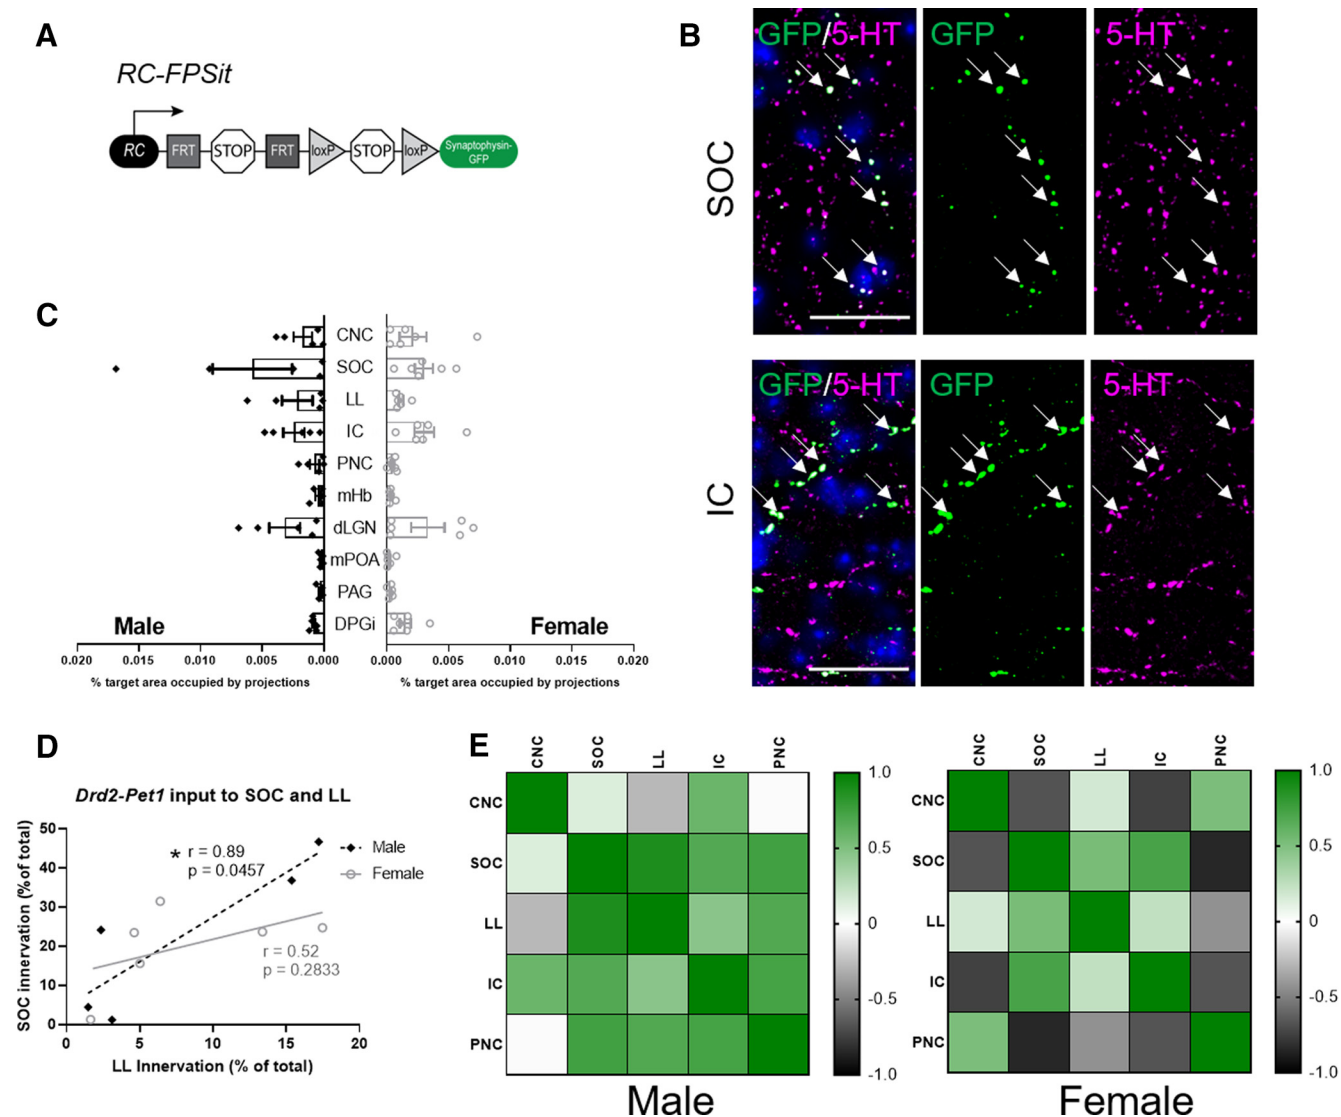 A
RC-FPSit
RC FRT STOP FRT loxP STOP loxP Synaptophysin-
GFP
B
GFP/5-HT GFP 5-HT
SOC
GFP/5-HT GFP 5-HT
IC
C
CNC
SOC
LL
IC
PNC
mHb
dLGN
mPOA
PAG
DPGi
Male Female
0.020 0.015 0.010 0.005 0.000 0.000 0.005 0.010 0.015 0.020
% target area occupied by projections % target area occupied by projections
D
Drd2-Pet1 input to SOC and LL
SOC innervation (%of total)
50
40
30
20
10
0
* r = 0.89
p = 0.0457
Male
Female
r = 0.52
p = 0.2833
0 5 10 15 20
LL Innervation (% of total)
E
CNC SOC LL IC PNC
CNC
SOC
LL
IC
PNC
1.0
0.5
0
-0.5
-1.0
Male
CNC SOC LL IC PNC
CNC
SOC
LL
IC
PNC
1.0
0.5
0
-0.5
-1.0
Female